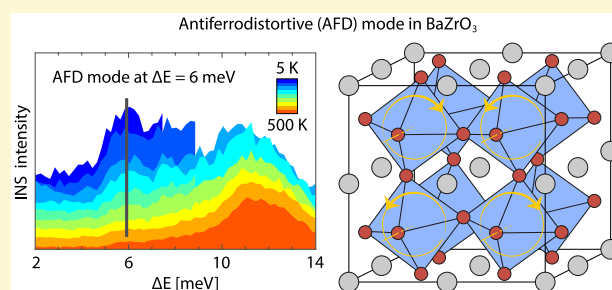 Antiferrodistortive (AFD) mode in BaZrO₃
AFD mode at ΔE = 6 meV
5 K
500 K
INS intensity
2 6 10 14
ΔE [meV]